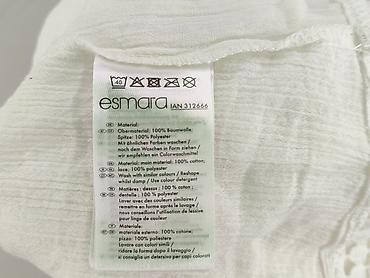 40
esmara IAN 312666
Material:
Obermaterial: 100% Baumwolle;
Spitze: 100% Polyester
Mit ähnlichen Farben waschen /
nach dem Waschen in Form ziehen /
wir empfehlen ein Colorwaschmittel
Material: main material: 100% cotton;
lace: 100% polyester
Wash with similar colours / Reshape
whilst damp / Use colour detergent
Matières : dessus : 100 % coton ;
dentelle : 100 % polyester
Laver avec des couleurs similaires /
remettre en forme après le lavage /
nous conseillons l'utilisation de lessive
pour linge de couleur
Materiale:
materiale esterno: 100% cotone;
pizzo: 100% poliestere
Lavare con colori simili /
ridare la forma dopo il lavaggio /
si consiglia un detersivo per capi colorati